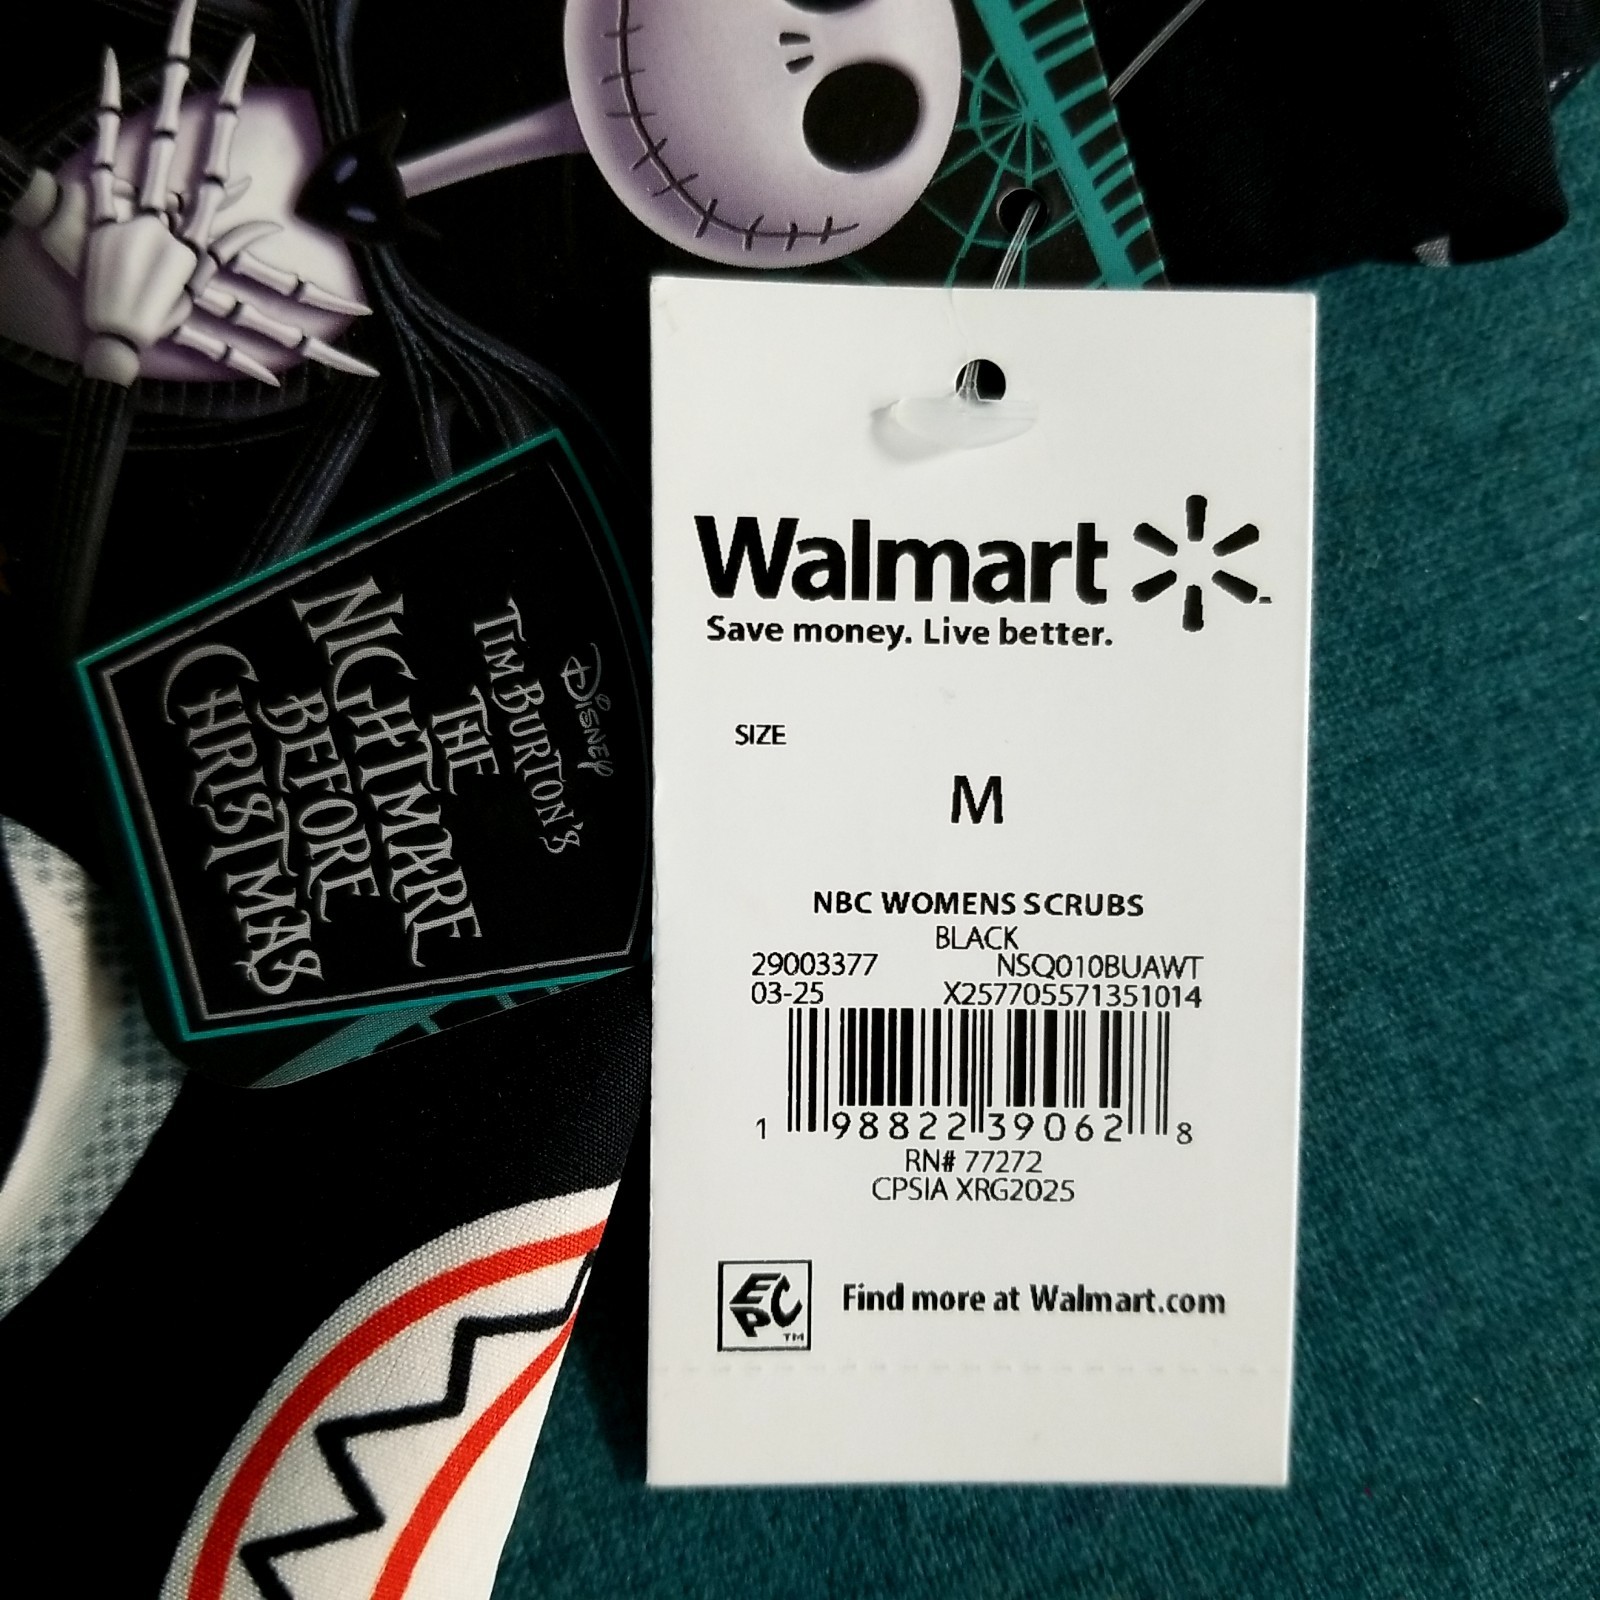 Disney
TIM BURTON'S
THE
NIGHTMARE
BEFORE
CHRISTMAS
Walmart
Save money. Live better.
SIZE
M
NBC WOMENS SCRUBS
BLACK
29003377 NSQ010BUAWT
03-25 X257705571351014
1 98822 39062 8
RN# 77272
CPSIA XRG2025
EPC™ Find more at Walmart.com